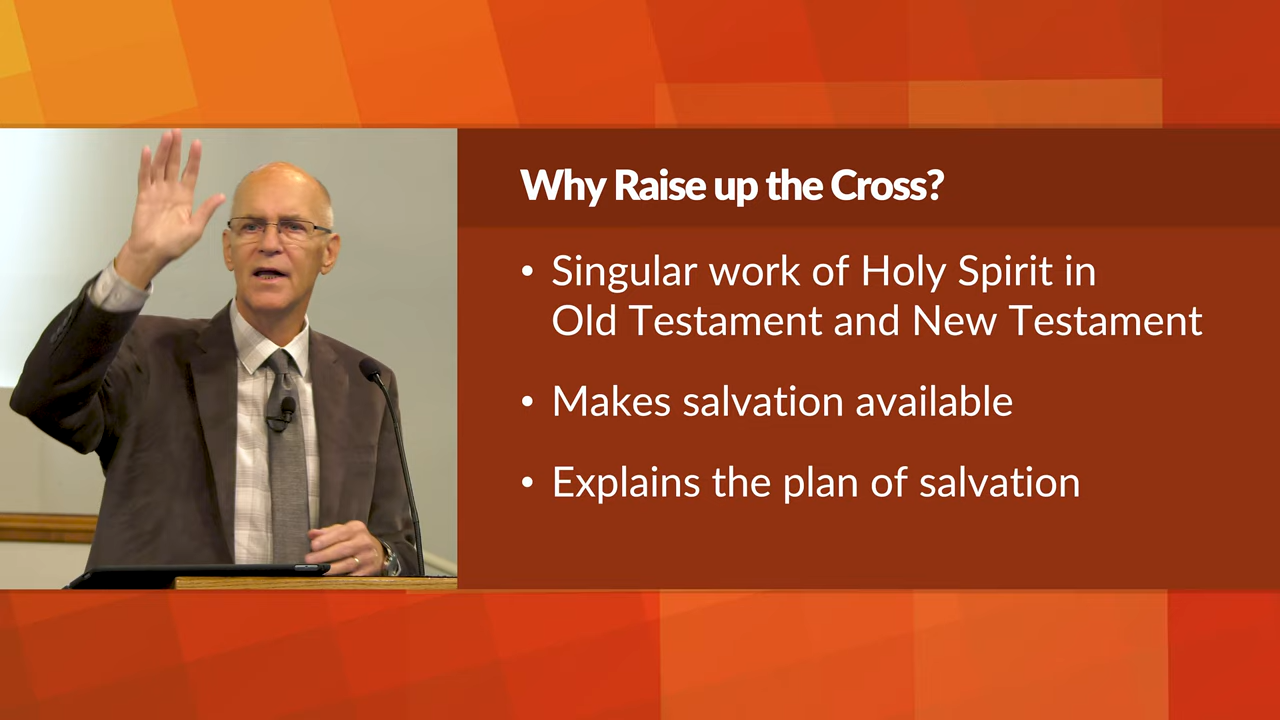 Why Raise up the Cross?
• Singular work of Holy Spirit in
Old Testament and New Testament
• Makes salvation available
• Explains the plan of salvation